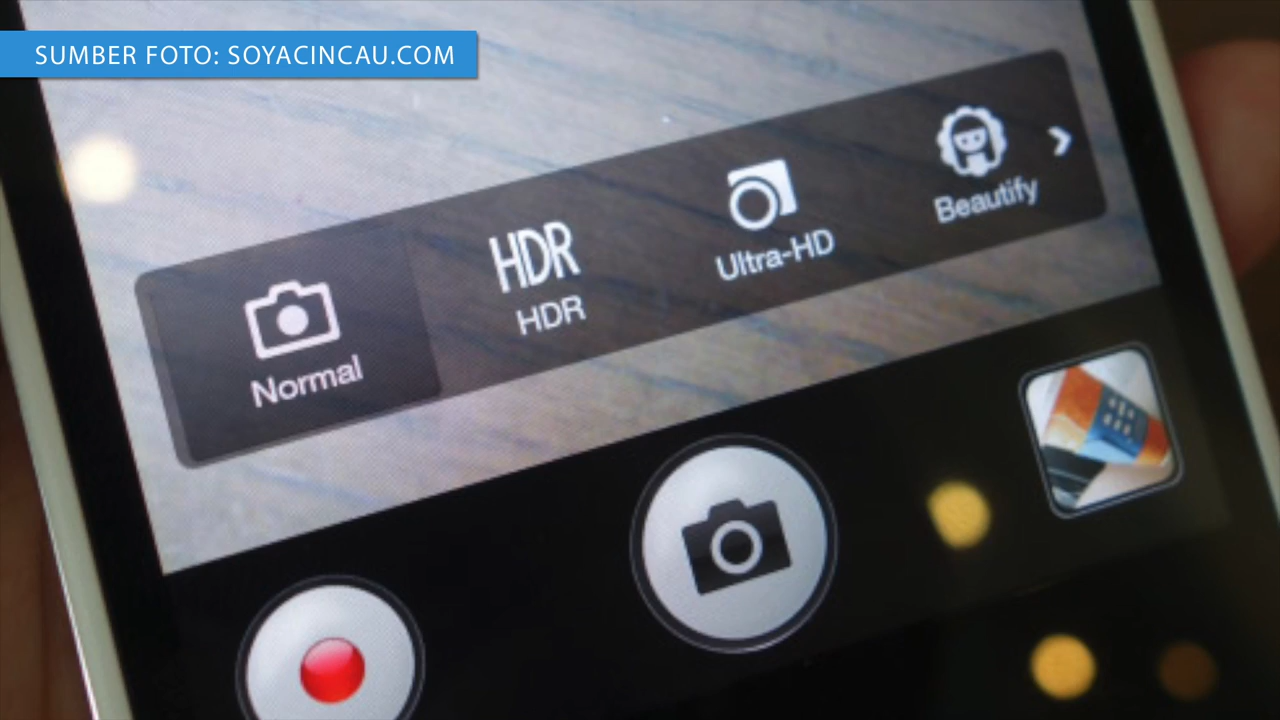 SUMBER FOTO: SOYACINCAU.COM
Normal
HDR
HDR
Ultra-HD
Beautify